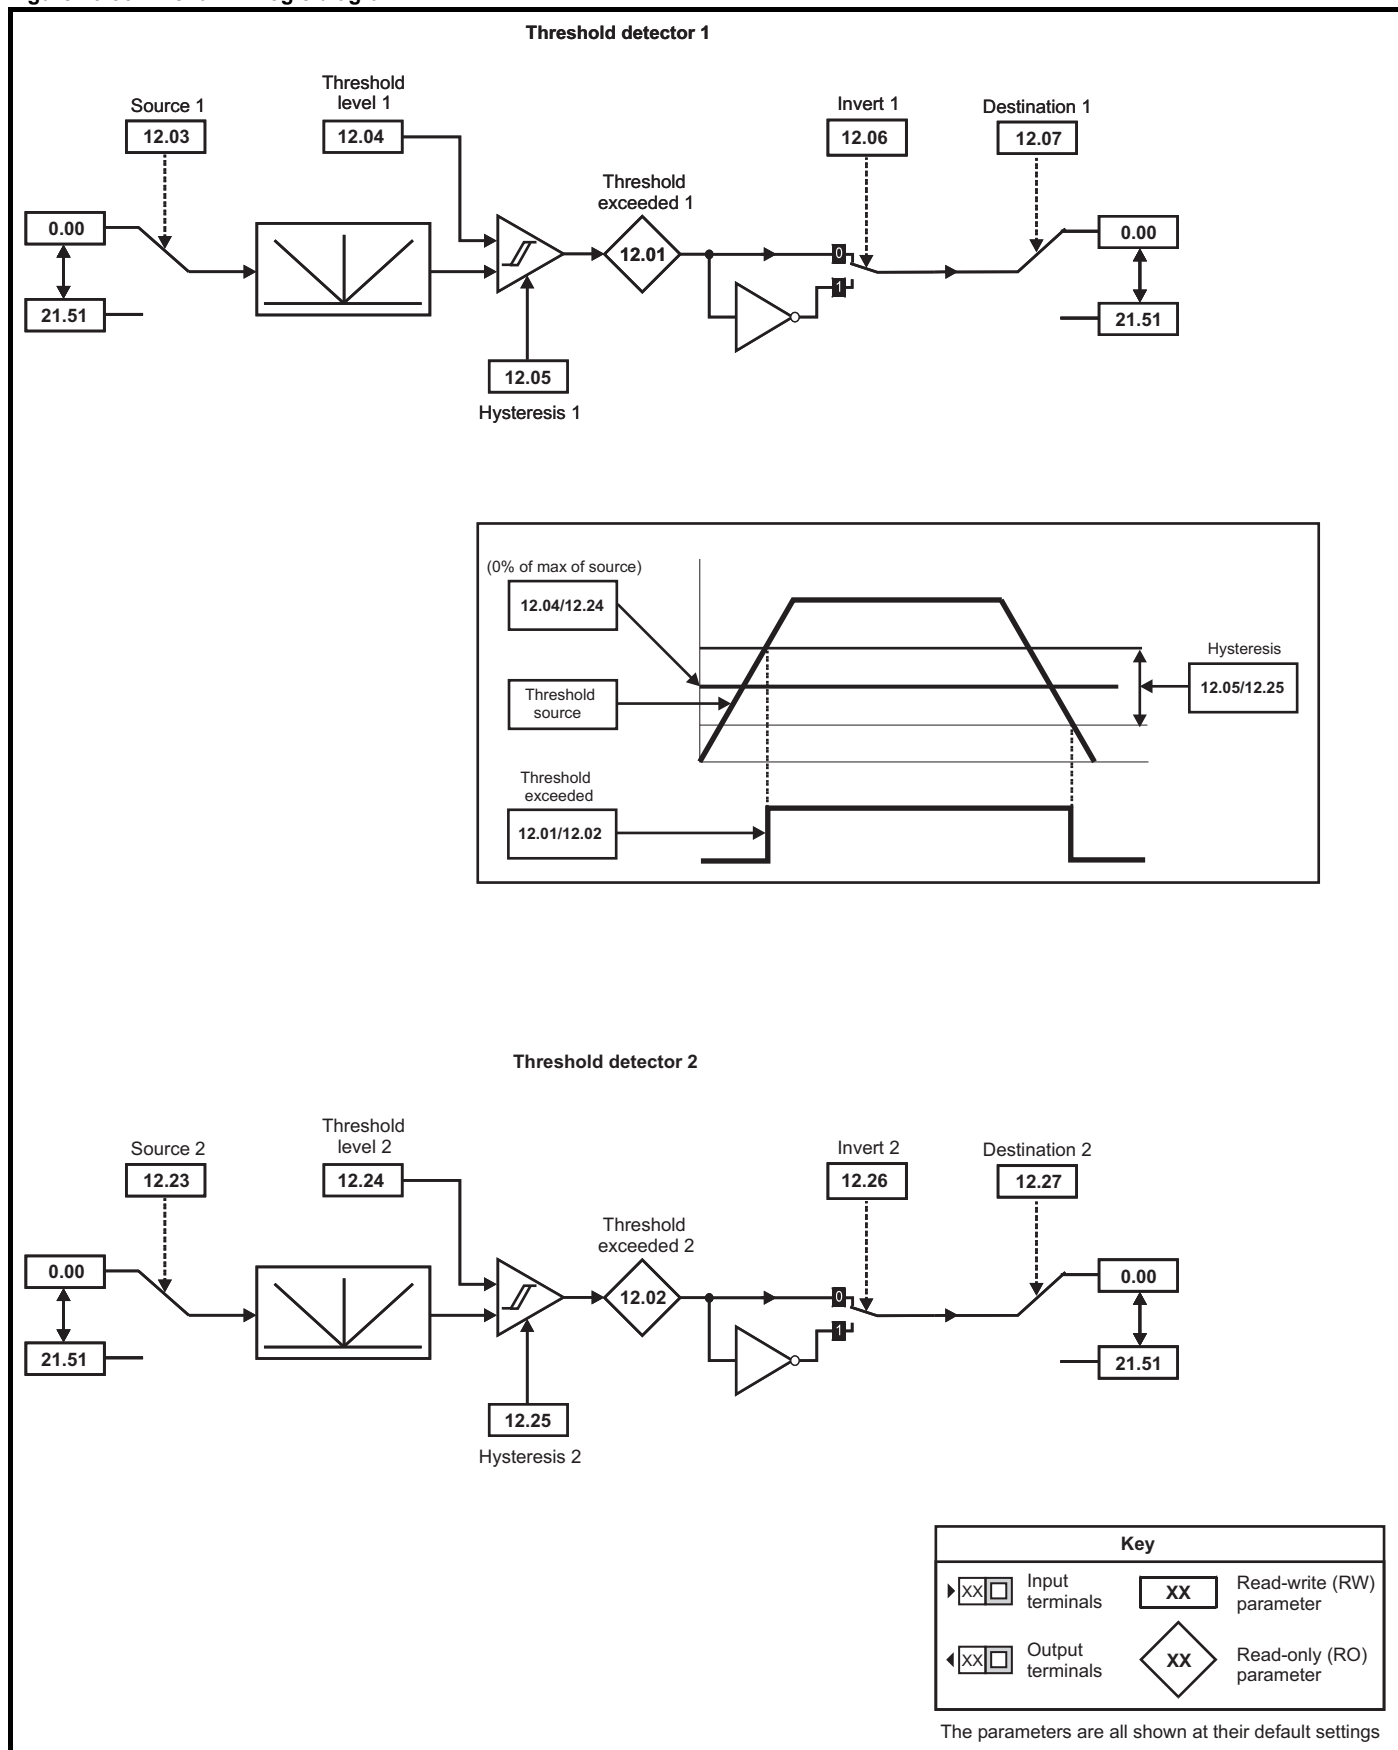 Threshold detector 1
Threshold
level 1
Source 1
Invert 1
Destination 1
12.03
12.04
12.06
12.07
Threshold
exceeded 1
0.00
12.01
0
0.00
1
21.51
21.51
12.05
Hysteresis 1
(0% of max of source)
12.04/12.24
Hysteresis
12.05/12.25
Threshold
source
Threshold
exceeded
12.01/12.02
Threshold detector 2
Threshold
level 2
Source 2
Invert 2
Destination 2
12.23
12.24
12.26
12.27
Threshold
exceeded 2
0.00
12.02
0
0.00
1
21.51
21.51
12.25
Hysteresis 2
Key
XX
Input
terminals
XX
Read-write (RW)
parameter
XX
Output
terminals
XX
Read-only (RO)
parameter
The parameters are all shown at their default settings